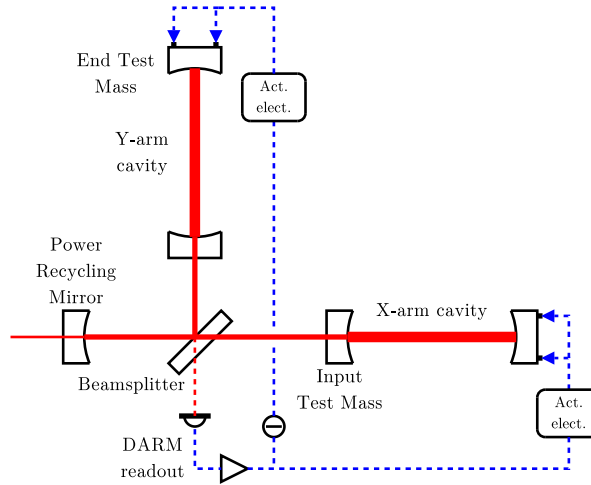 End Test
Mass
Act.
elect.
Y-arm
cavity
Power
Recycling
Mirror
X-arm cavity
Beamsplitter
Input
Test Mass
Act.
elect.
DARM
readout